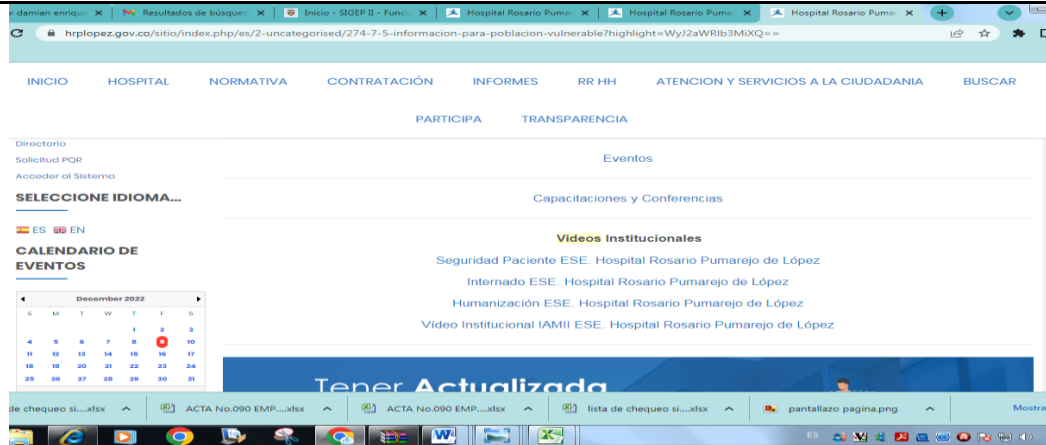 s damian enrique
Resultados de búsqued
Inicio - SIGEP II - Funci
Hospital Rosario Pumar
Hospital Rosario Pumar
Hospital Rosario Pumar
hrplopez.gov.co/sitio/index.php/es/2-uncategorised/274-7-5-informacion-para-poblacion-vulnerable?highlight=WyJ2aWRlb3MiXQ==
INICIO HOSPITAL NORMATIVA CONTRATACIÓN INFORMES RR HH ATENCION Y SERVICIOS A LA CIUDADANIA BUSCAR
PARTICIPA TRANSPARENCIA
Directorio
Solicitud PQR
Acceder al Sistema
SELECCIONE IDIOMA...
ES EN
CALENDARIO DE
EVENTOS
December 2022
S M T W T F S
1 2 3
4 5 6 7 8 9 10
11 12 13 14 15 16 17
18 19 20 21 22 23 24
25 26 27 28 29 30 31
Eventos
Capacitaciones y Conferencias
Videos Institucionales
Seguridad Paciente ESE. Hospital Rosario Pumarejo de López
Internado ESE. Hospital Rosario Pumarejo de López
Humanización ESE. Hospital Rosario Pumarejo de López
Vídeo Institucional IAMII ESE. Hospital Rosario Pumarejo de López
Tener Actualizada
de chequeo si....xlsx
ACTA No.090 EMP....xlsx
ACTA No.090 EMP....xlsx
lista de chequeo si....xlsx
pantallazo pagina.png
Mostra
ES